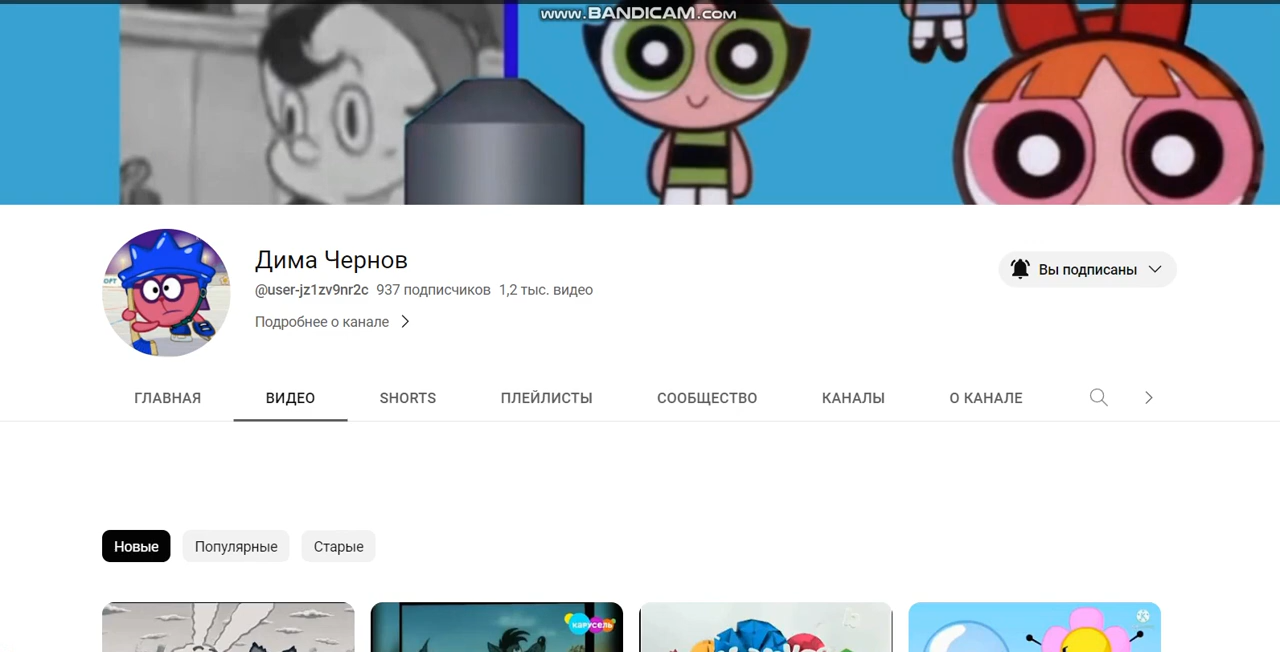 www.BANDICAM.com
Дима Чернов
@user-jz1zv9nr2c 937 подписчиков 1,2 тыс. видео
Вы подписаны
Подробнее о канале
ГЛАВНАЯ ВИДЕО SHORTS ПЛЕЙЛИСТЫ СООБЩЕСТВО КАНАЛЫ О КАНАЛЕ
Новые Популярные Старые
карусель